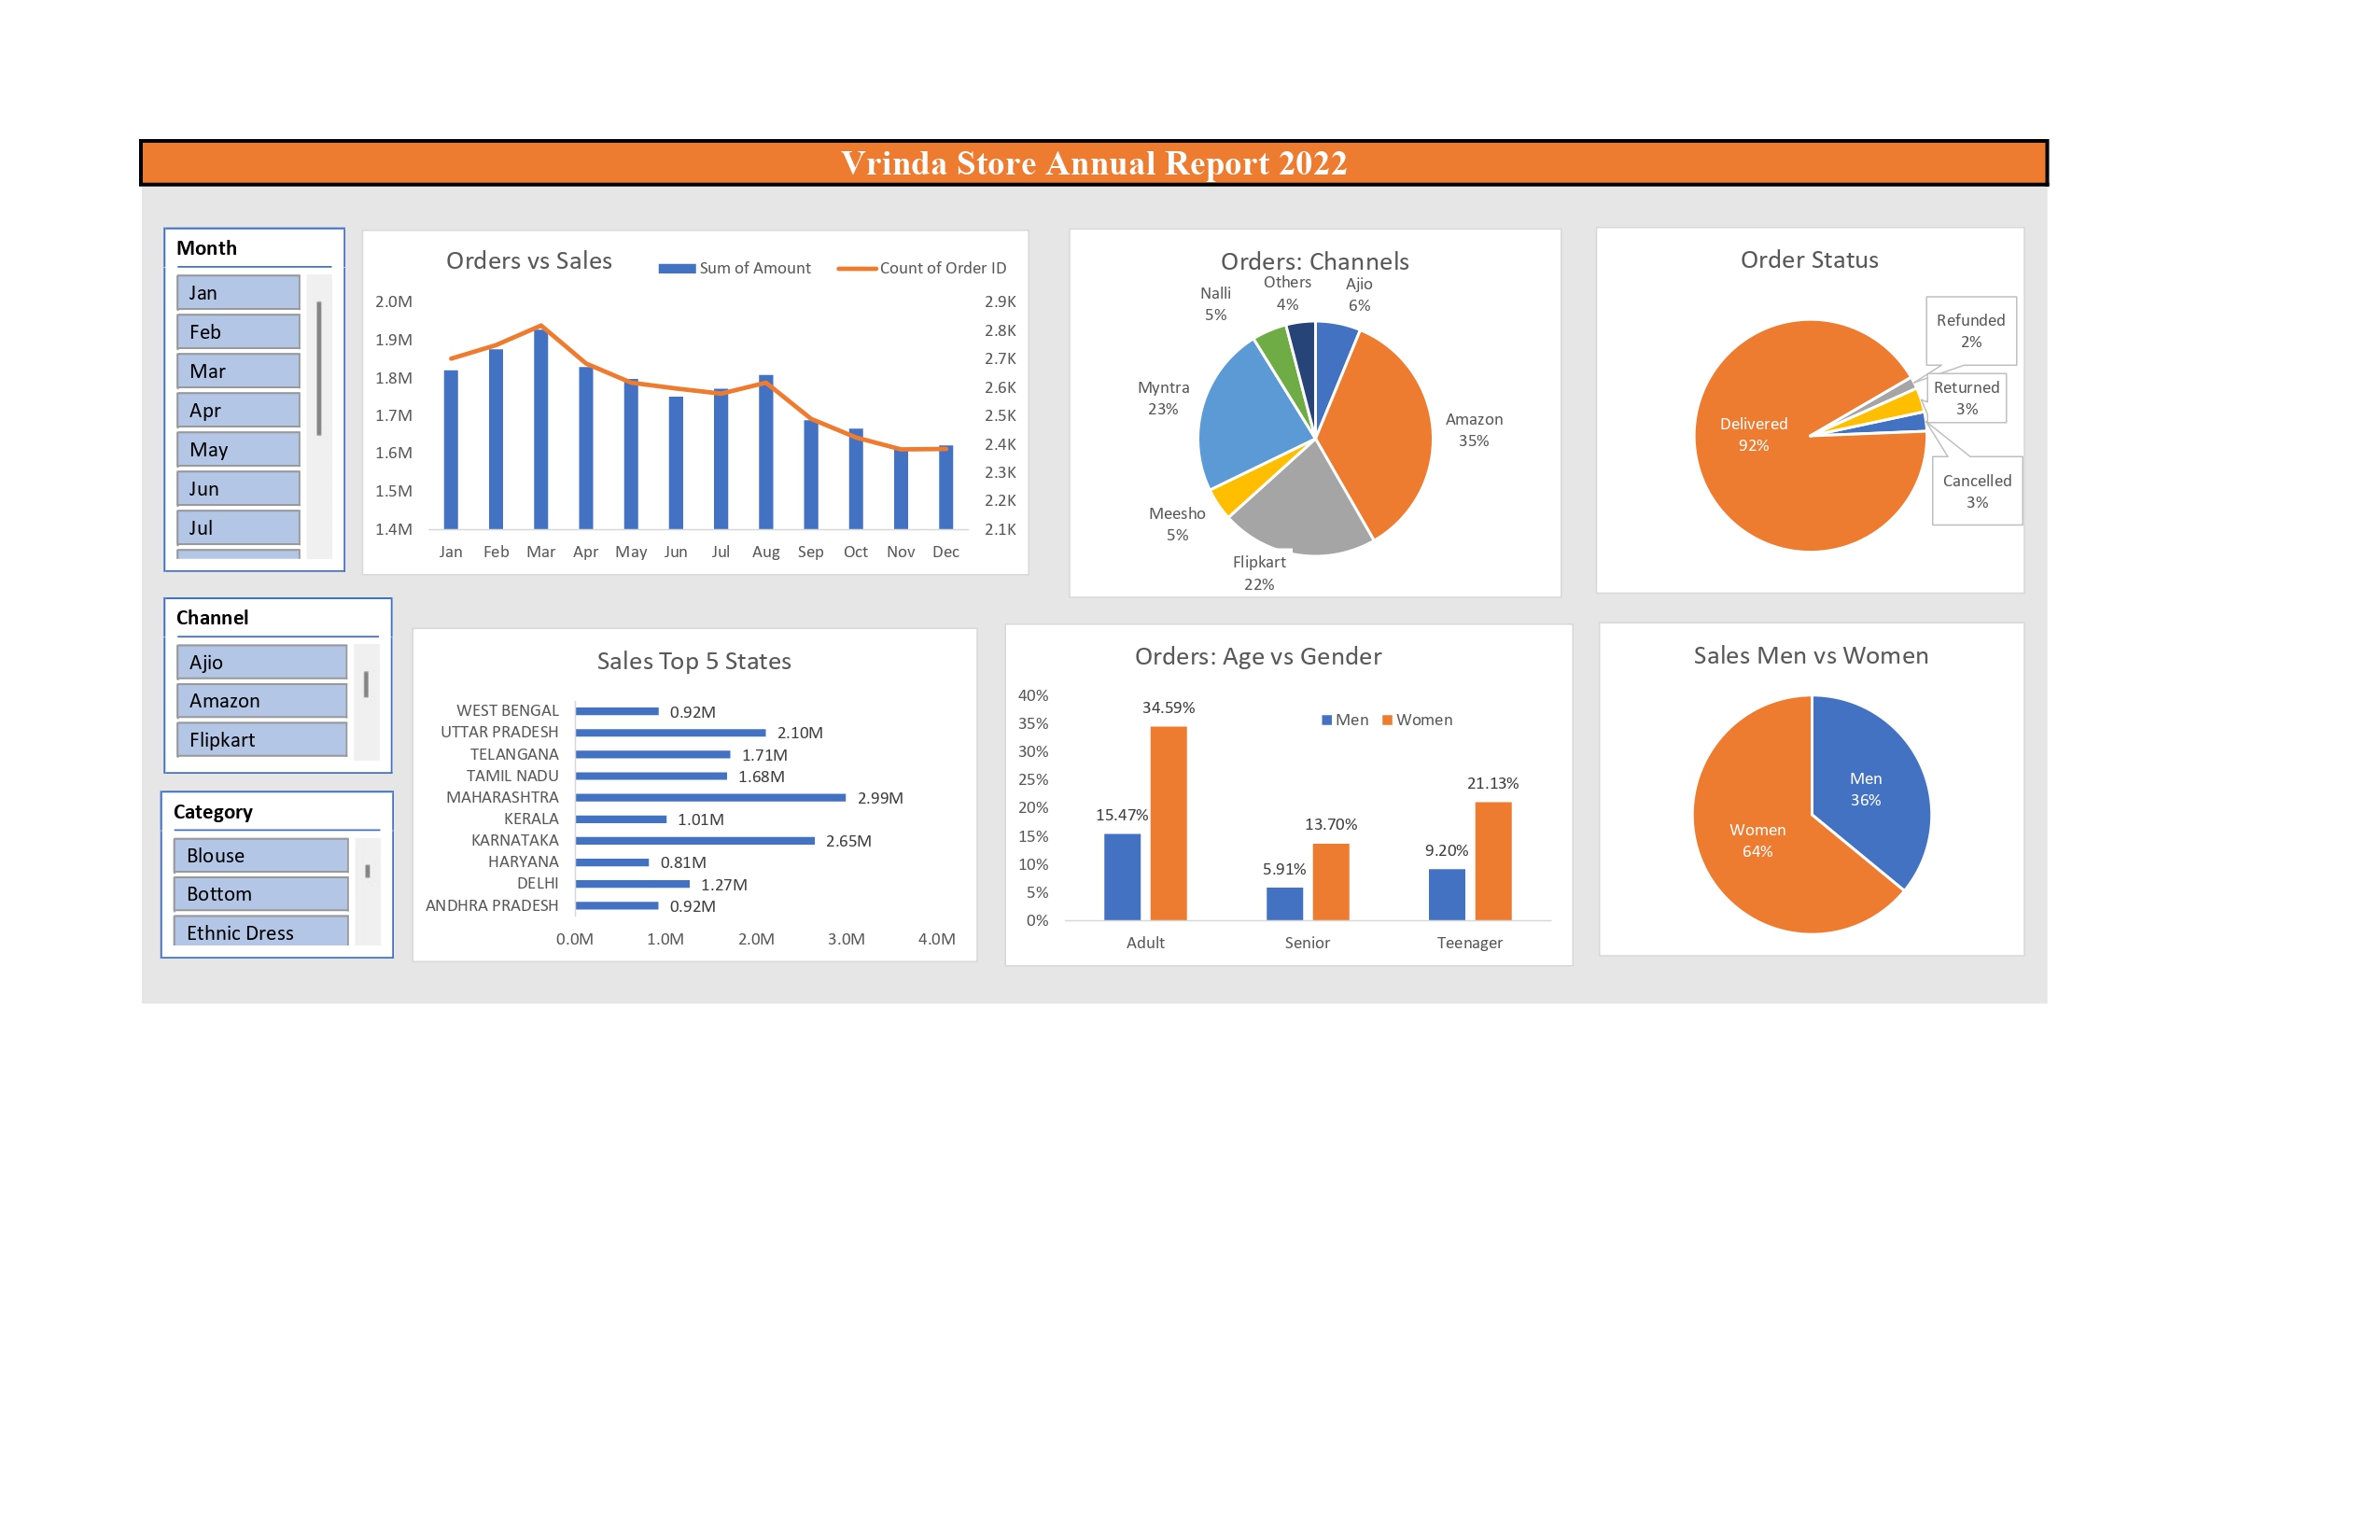 Vrinda Store Annual Report 2022
Month
Jan
Feb
Mar
Apr
May
Jun
Jul
Orders vs Sales
Sum of Amount
Count of Order ID
2.0M
1.9M
1.8M
1.7M
1.6M
1.5M
1.4M
2.9K
2.8K
2.7K
2.6K
2.5K
2.4K
2.3K
2.2K
2.1K
Jan Feb Mar Apr May Jun Jul Aug Sep Oct Nov Dec
Orders: Channels
Others
4%
Ajio
6%
Nalli
5%
Myntra
23%
Amazon
35%
Meesho
5%
Flipkart
22%
Order Status
Refunded
2%
Returned
3%
Delivered
92%
Cancelled
3%
Channel
Ajio
Amazon
Flipkart
Category
Blouse
Bottom
Ethnic Dress
Sales Top 5 States
WEST BENGAL 0.92M
UTTAR PRADESH 2.10M
TELANGANA 1.71M
TAMIL NADU 1.68M
MAHARASHTRA 2.99M
KERALA 1.01M
KARNATAKA 2.65M
HARYANA 0.81M
DELHI 1.27M
ANDHRA PRADESH 0.92M
0.0M 1.0M 2.0M 3.0M 4.0M
Orders: Age vs Gender
Men Women
40%
35%
30%
25%
20%
15%
10%
5%
0%
34.59%
15.47%
13.70%
5.91%
21.13%
9.20%
Adult Senior Teenager
Sales Men vs Women
Men
36%
Women
64%